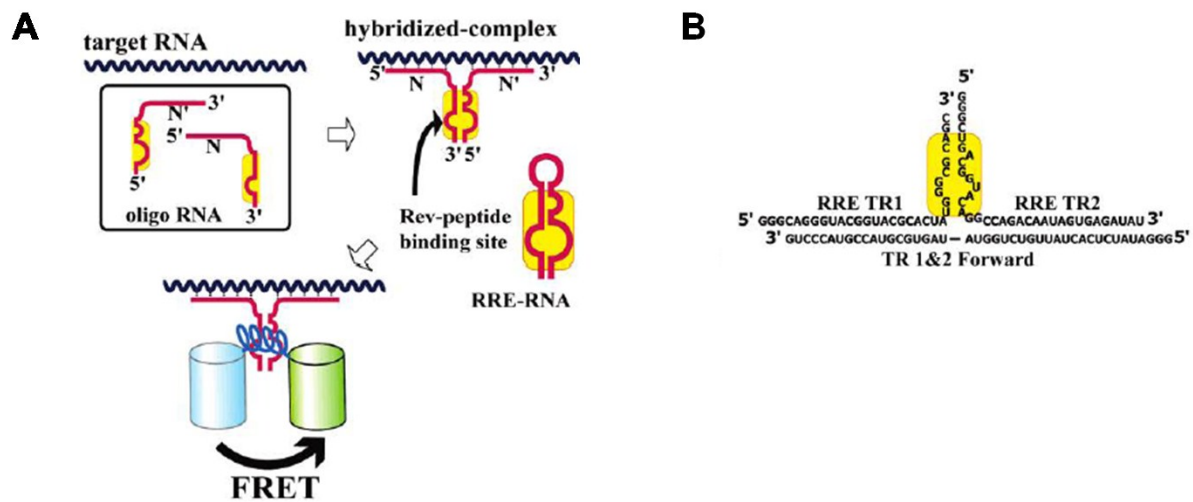 A
target RNA
N'
3'
5'
N
5'
oligo RNA
3'
hybridized-complex
5'
N
N'
3'
3' 5'
Rev-peptide
binding site
RRE-RNA
FRET
B
5'
3'
RRE TR1
RRE TR2
5' GGGCAGGGUACGGUACGCACUA
GGCCAGACAAUAGUGAGAUAU 3'
3' GUCCCAUGCCAUGCGUGAU — AUGGUCUGUUAUCACUCUAUAGGG 5'
TR 1&2 Forward